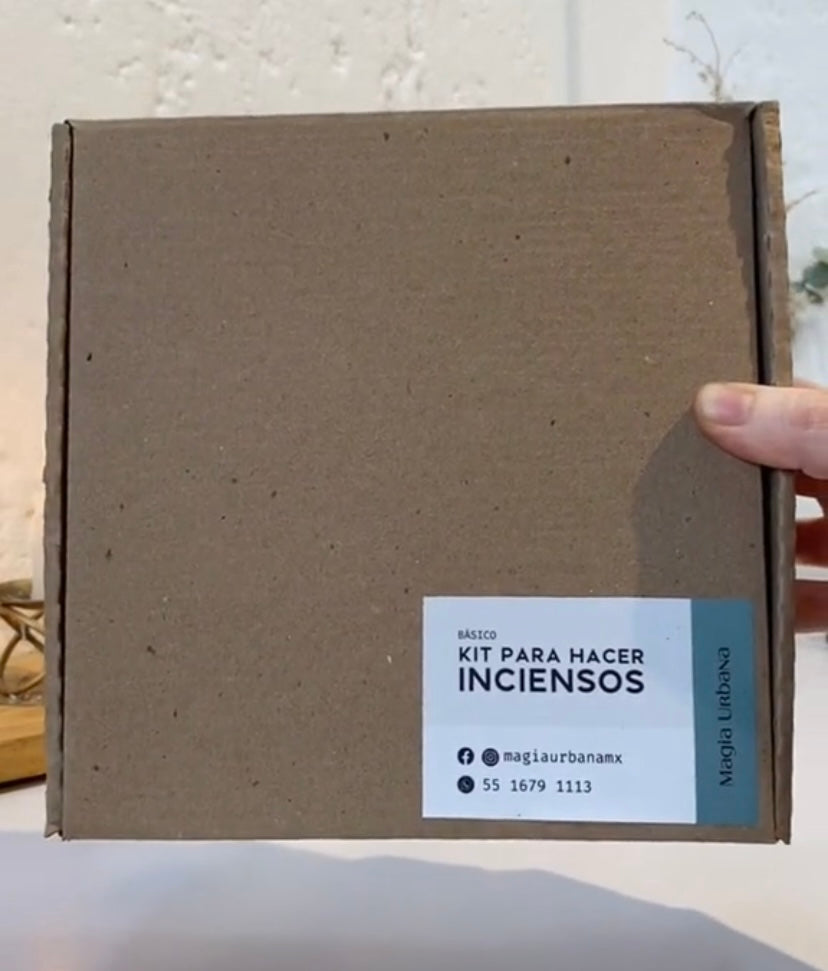 BÁSICO
KIT PARA HACER
INCIENSOS
magiaurbanamx
55 1679 1113
Magia Urbana